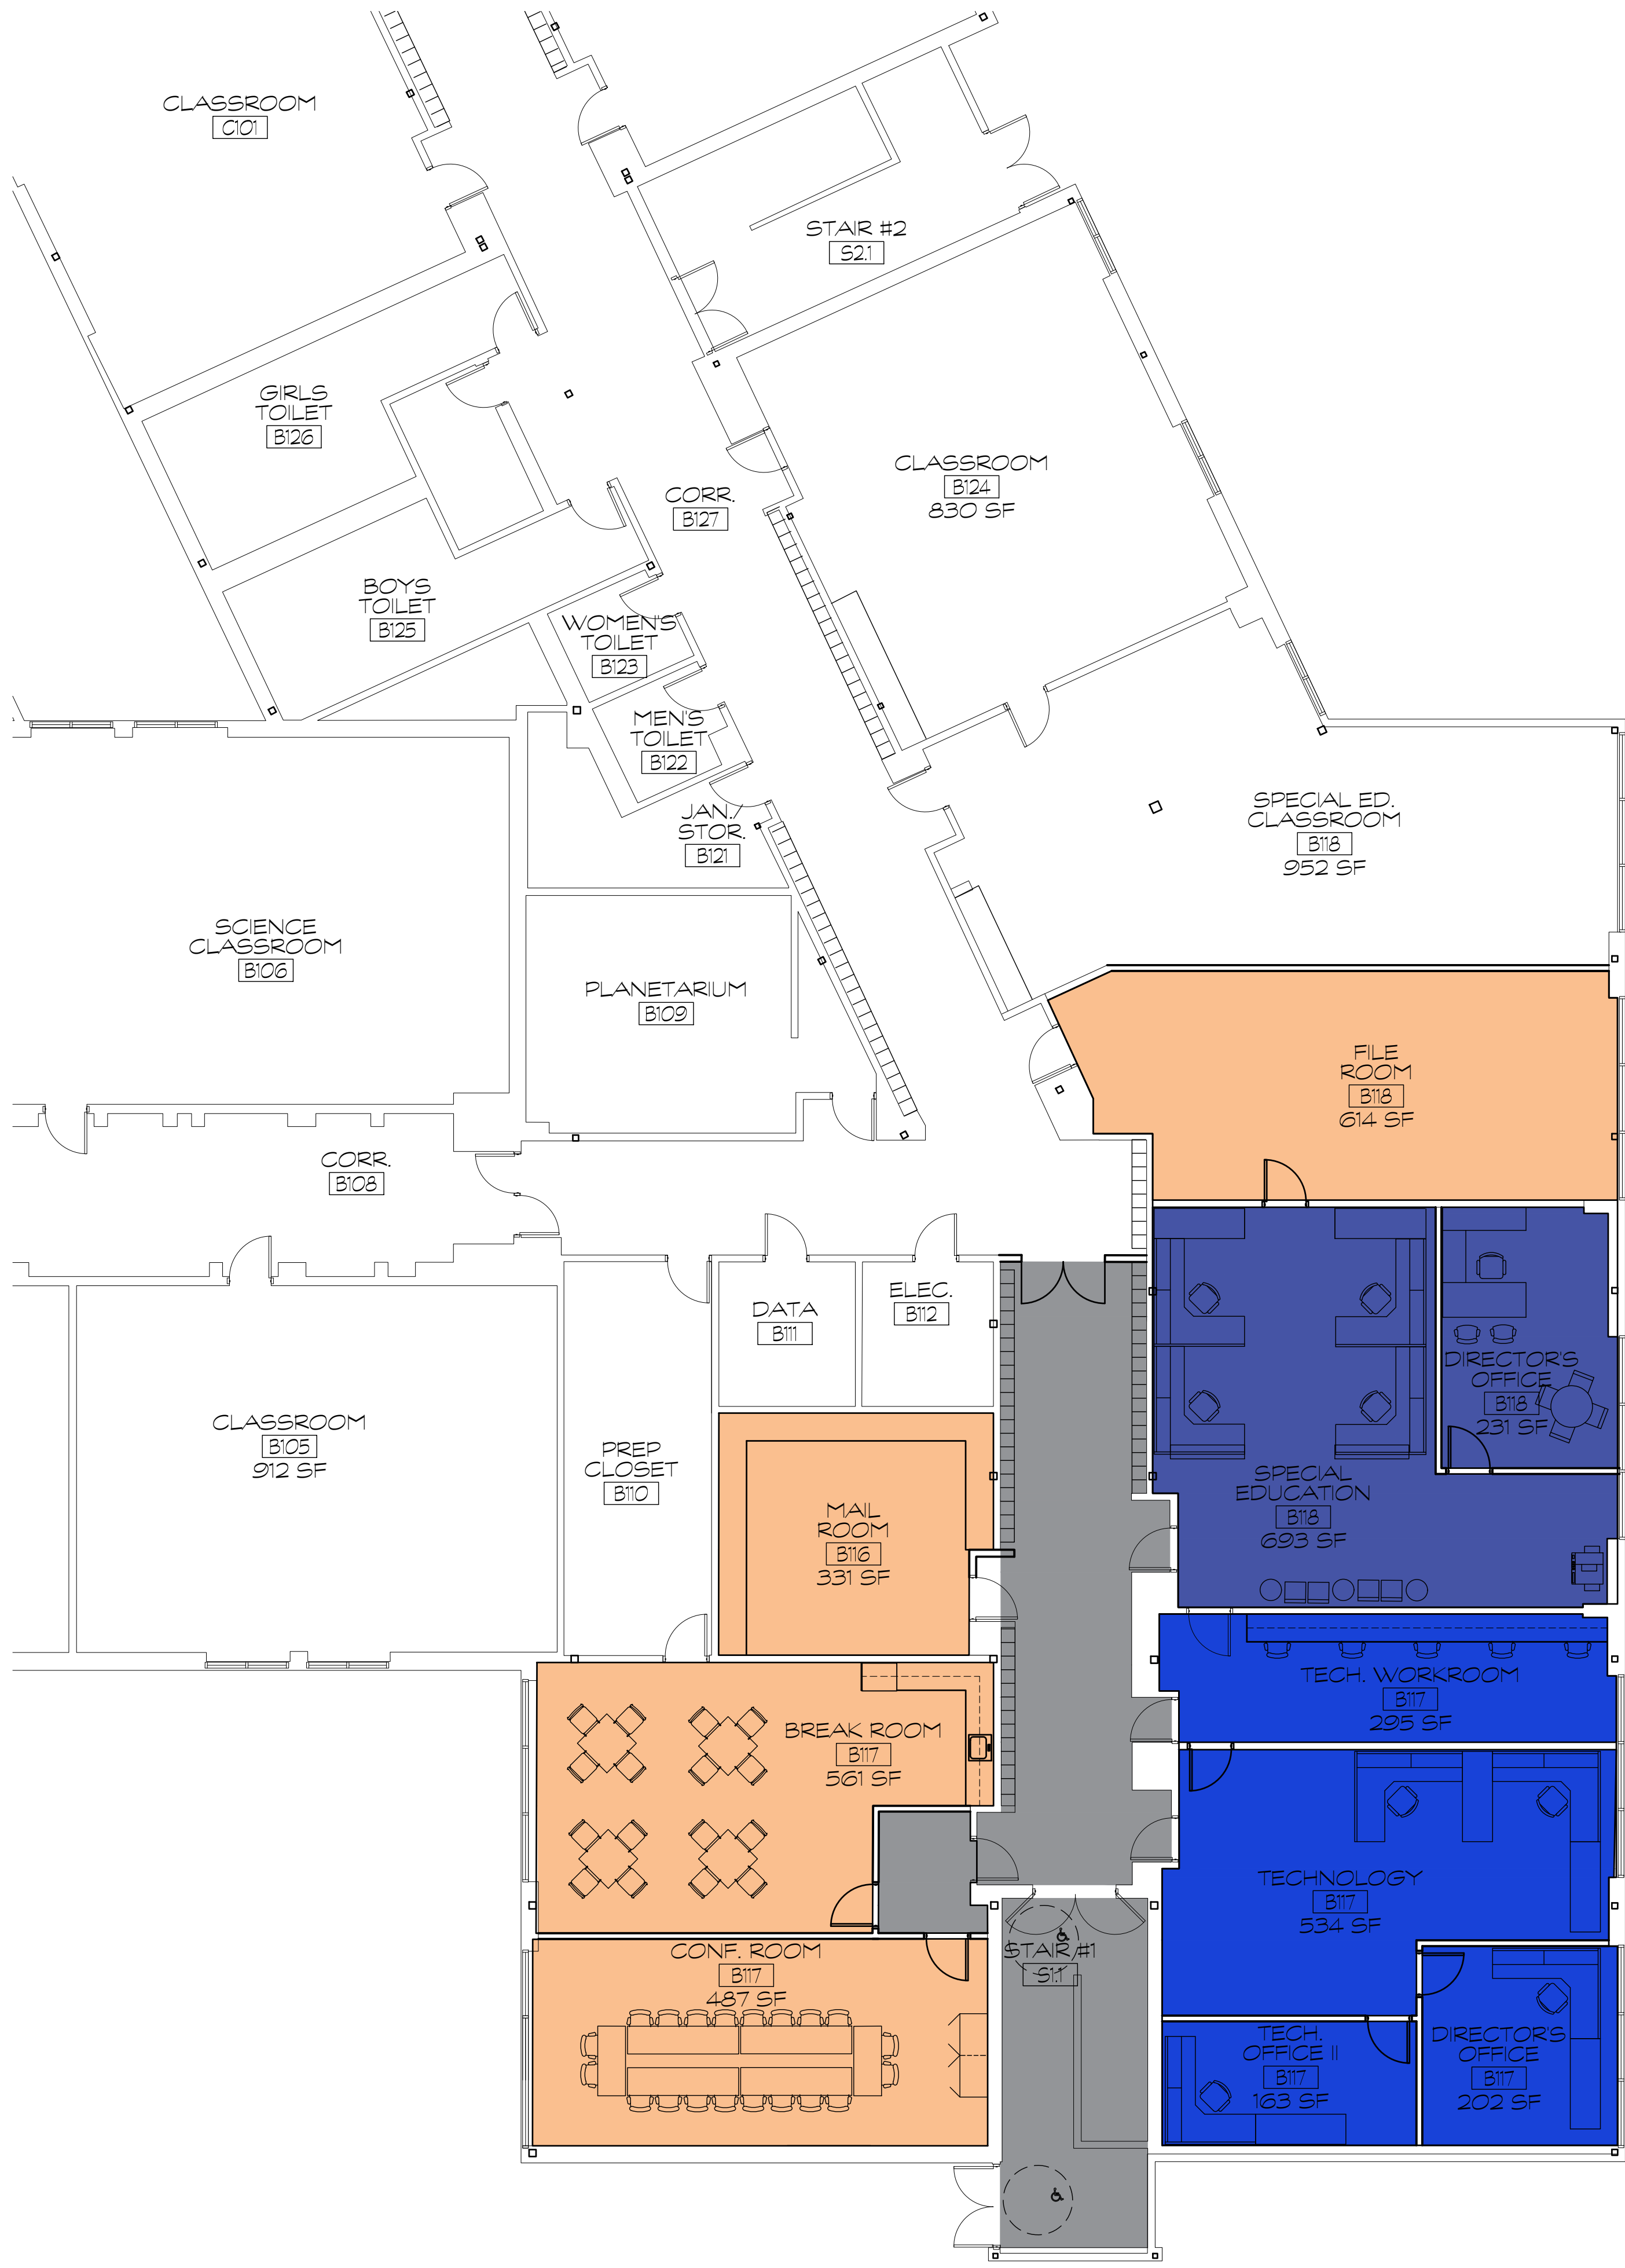 CLASSROOM
C101
STAIR #2
S2.1
GIRLS
TOILET
B126
CLASSROOM
B124
830 SF
CORR.
B127
BOYS
TOILET
B125
WOMEN'S
TOILET
B123
MEN'S
TOILET
B122
JAN./
STOR.
B121
SPECIAL ED.
CLASSROOM
B118
952 SF
SCIENCE
CLASSROOM
B106
PLANETARIUM
B109
FILE
ROOM
B118
614 SF
CORR.
B108
DATA
B111
ELEC.
B112
DIRECTOR'S
OFFICE
B118
231 SF
CLASSROOM
B105
912 SF
PREP
CLOSET
B110
SPECIAL
EDUCATION
B118
693 SF
MAIL
ROOM
B116
331 SF
TECH. WORKROOM
B117
295 SF
BREAK ROOM
B117
561 SF
TECHNOLOGY
B117
534 SF
CONF. ROOM
B117
487 SF
STAIR #1
S1.1
TECH.
OFFICE II
B117
163 SF
DIRECTOR'S
OFFICE
B117
202 SF